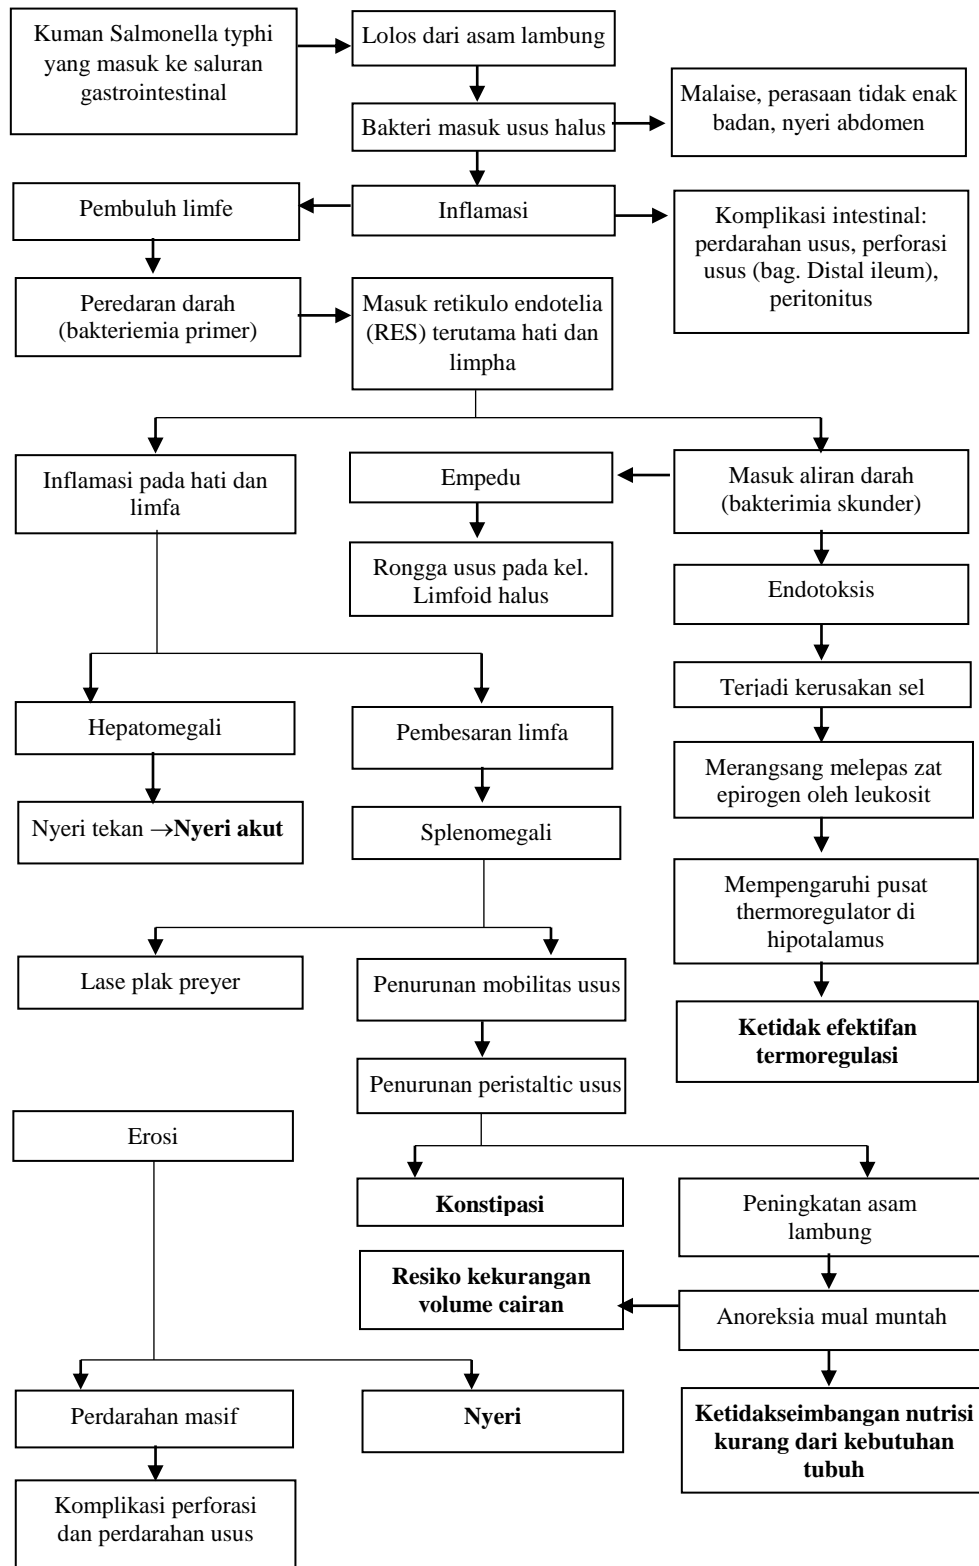 Kuman Salmonella typhi
yang masuk ke saluran
gastrointestinal
Lolos dari asam lambung
Malaise, perasaan tidak enak
badan, nyeri abdomen
Bakteri masuk usus halus
Pembuluh limfe
Inflamasi
Komplikasi intestinal:
perdarahan usus, perforasi
usus (bag. Distal ileum),
peritonitus
Peredaran darah
(bakteriemia primer)
Masuk retikulo endotelia
(RES) terutama hati dan
limpha
Inflamasi pada hati dan
limfa
Empedu
Masuk aliran darah
(bakterimia skunder)
Rongga usus pada kel.
Limfoid halus
Endotoksis
Terjadi kerusakan sel
Hepatomegali
Pembesaran limfa
Merangsang melepas zat
epirogen oleh leukosit
Nyeri tekan →Nyeri akut
Splenomegali
Mempengaruhi pusat
thermoregulator di
hipotalamus
Lase plak preyer
Penurunan mobilitas usus
Ketidak efektifan
termoregulasi
Penurunan peristaltic usus
Erosi
Konstipasi
Peningkatan asam
lambung
Resiko kekurangan
volume cairan
Anoreksia mual muntah
Perdarahan masif
Nyeri
Ketidakseimbangan nutrisi
kurang dari kebutuhan
tubuh
Komplikasi perforasi
dan perdarahan usus